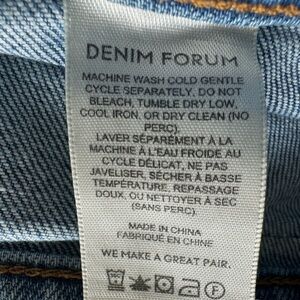 DENIM FORUM
MACHINE WASH COLD GENTLE
CYCLE SEPARATELY. DO NOT
BLEACH, TUMBLE DRY LOW,
COOL IRON, OR DRY CLEAN (NO
PERC).
LAVER SÉPARÉMENT À LA
MACHINE À L'EAU FROIDE AU
CYCLE DÉLICAT, NE PAS
JAVELISER, SÉCHER À BASSE
TEMPÉRATURE, REPASSAGE
DOUX, OU NETTOYER À SEC
(SANS PERC).
MADE IN CHINA
FABRIQUÉ EN CHINE
WE MAKE A GREAT PAIR.